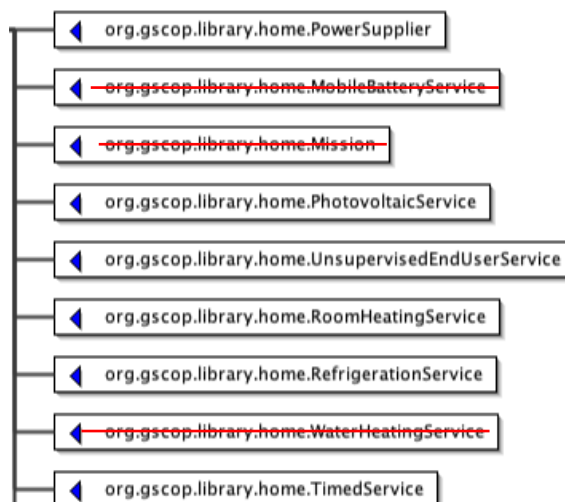 org.gscop.library.home.PowerSupplier
org.gscop.library.home.MobileBatteryService
org.gscop.library.home.Mission
org.gscop.library.home.PhotovoltaicService
org.gscop.library.home.UnsupervisedEndUserService
org.gscop.library.home.RoomHeatingService
org.gscop.library.home.RefrigerationService
org.gscop.library.home.WaterHeatingService
org.gscop.library.home.TimedService